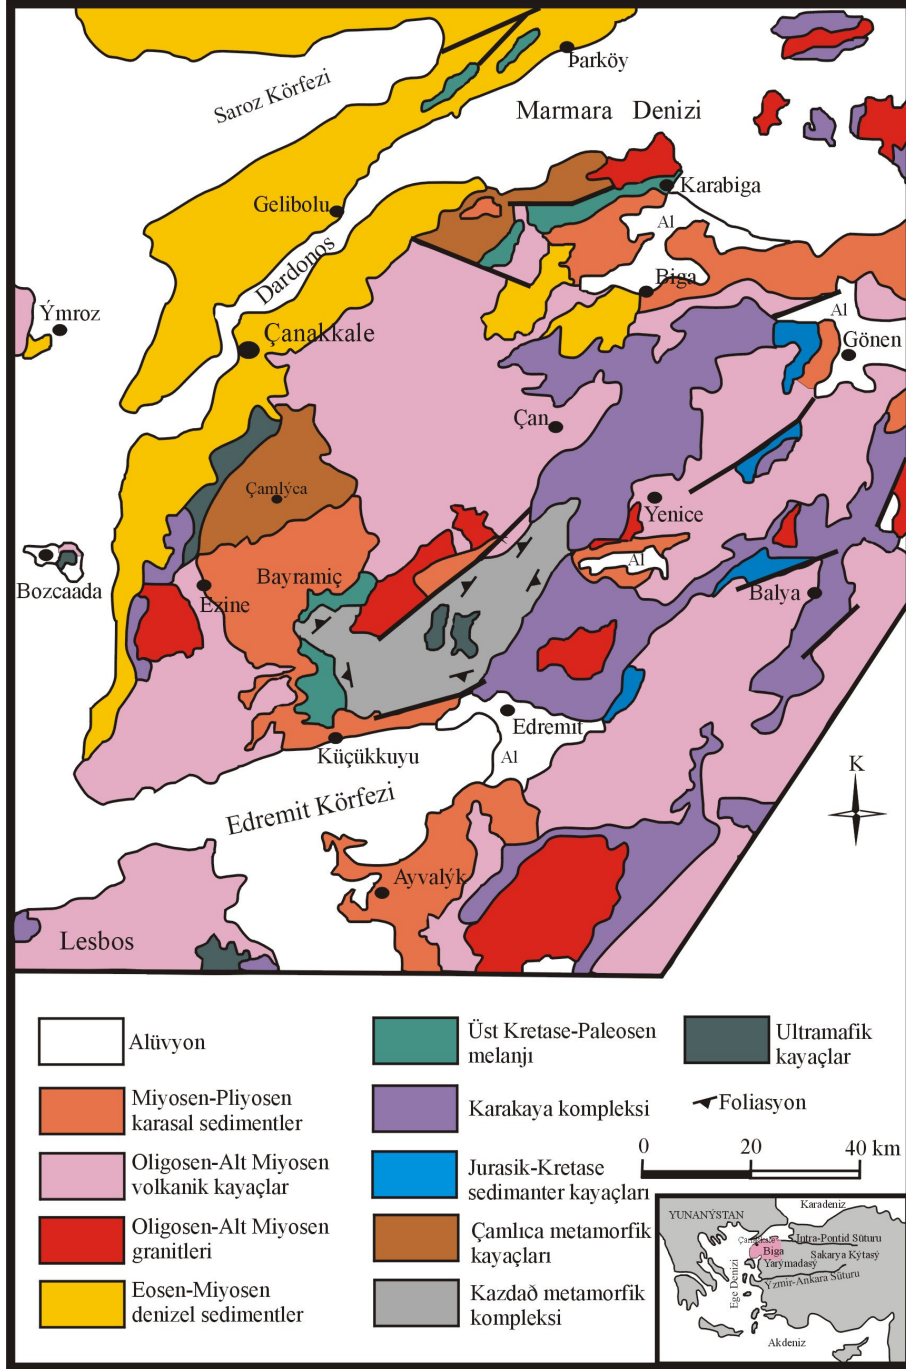 Þarköy
Saroz Körfezi
Marmara Denizi
Karabiga
Gelibolu
Al
Dardonos
Biga
Ýmroz
Al
Çanakkale
Gönen
Çan
Çamlýca
Yenice
Al
Bayramiç
Bozcaada
Ezine
Balya
Edremit
Küçükkuyu
Al
K
Edremit Körfezi
Ayvalýk
Lesbos
Alüvyon
Miyosen-Pliyosen
karasal sedimentler
Oligosen-Alt Miyosen
volkanik kayaçlar
Oligosen-Alt Miyosen
granitleri
Eosen-Miyosen
denizel sedimentler
Üst Kretase-Paleosen
melanjı
Karakaya kompleksi
Jurasik-Kretase
sedimanter kayaçları
Çamlıca metamorfik
kayaçları
Kazdað metamorfik
kompleksi
Ultramafik
kayaçlar
Foliasyon
0 20 40 km
Karadeniz
YUNANÝSTAN
Çanakkale
Intra-Pontid Sütu​ru
Biga
Yarýmadasý
Sakarya Kýtasý
Ýzmir-Ankara Süturu
Ege Denizi
Akdeniz